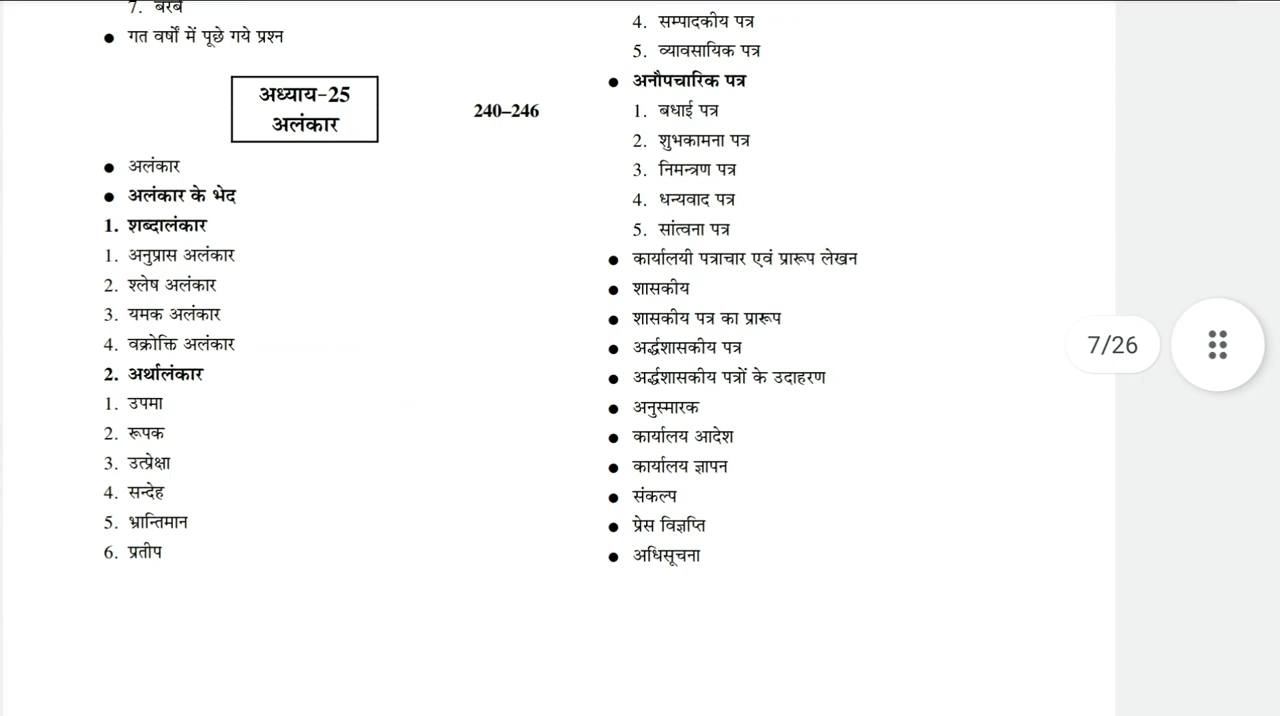 7. बरब
● गत वर्षों में पूछे गये प्रश्न
अध्याय-25
अलंकार
240–246
● अलंकार
● अलंकार के भेद
1. शब्दालंकार
1. अनुप्रास अलंकार
2. श्लेष अलंकार
3. यमक अलंकार
4. वक्रोक्ति अलंकार
2. अर्थालंकार
1. उपमा
2. रूपक
3. उत्प्रेक्षा
4. सन्देह
5. भ्रान्तिमान
6. प्रतीप
4. सम्पादकीय पत्र
5. व्यावसायिक पत्र
● अनौपचारिक पत्र
1. बधाई पत्र
2. शुभकामना पत्र
3. निमन्त्रण पत्र
4. धन्यवाद पत्र
5. सांत्वना पत्र
● कार्यालयी पत्राचार एवं प्रारूप लेखन
● शासकीय
● शासकीय पत्र का प्रारूप
● अर्द्धशासकीय पत्र
● अर्द्धशासकीय पत्रों के उदाहरण
● अनुस्मारक
● कार्यालय आदेश
● कार्यालय ज्ञापन
● संकल्प
● प्रेस विज्ञप्ति
● अधिसूचना
7/26